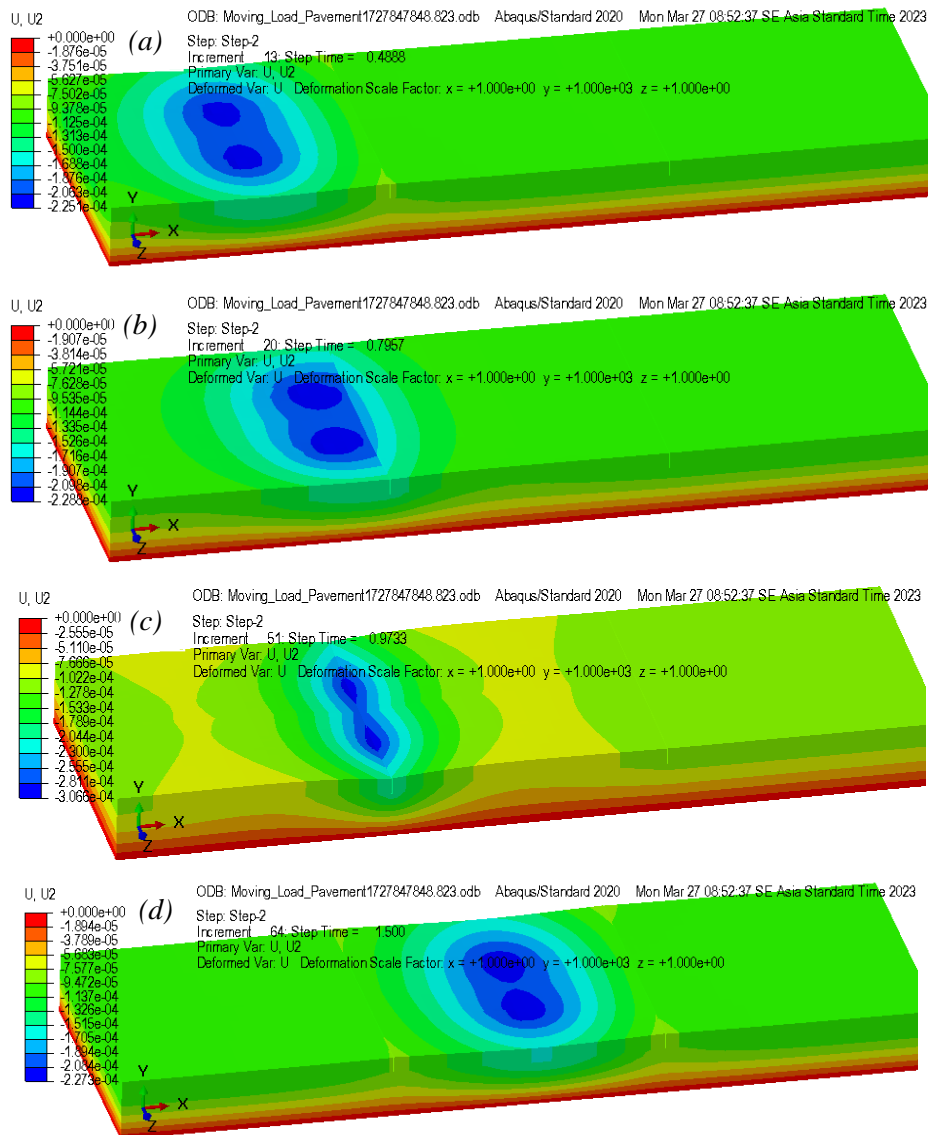 ODB: Moving_Load_Pavement1727847848.823.odb Abaqus/Standard 2020 Mon Mar 27 08:52:37 SE Asia Standard Time 2023
U, U2
(a)
Step: Step-2
Increment 13: Step Time = 0.4888
Primary Var: U, U2
Deformed Var: U Deformation Scale Factor: x = +1.000e+00 y = +1.000e+03 z = +1.000e+00
+0.000e+00
-1.876e-05
-3.751e-05
-5.627e-05
-7.502e-05
-9.378e-05
-1.125e-04
-1.313e-04
-1.500e-04
-1.688e-04
-1.876e-04
-2.063e-04
-2.251e-04
Y
X
Z
U, U2
ODB: Moving_Load_Pavement1727847848.823.odb Abaqus/Standard 2020 Mon Mar 27 08:52:37 SE Asia Standard Time 2023
(b)
Step: Step-2
Increment 20: Step Time = 0.7957
Primary Var: U, U2
Deformed Var: U Deformation Scale Factor: x = +1.000e+00 y = +1.000e+03 z = +1.000e+00
+0.000e+00
-1.907e-05
-3.814e-05
-5.721e-05
-7.628e-05
-9.535e-05
-1.144e-04
-1.335e-04
-1.526e-04
-1.716e-04
-1.907e-04
-2.098e-04
-2.288e-04
Y
X
Z
U, U2
ODB: Moving_Load_Pavement1727847848.823.odb Abaqus/Standard 2020 Mon Mar 27 08:52:37 SE Asia Standard Time 2023
(c)
Step: Step-2
Increment 51: Step Time = 0.9733
Primary Var: U, U2
Deformed Var: U Deformation Scale Factor: x = +1.000e+00 y = +1.000e+03 z = +1.000e+00
+0.000e+00
-2.555e-05
-5.110e-05
-7.666e-05
-1.022e-04
-1.278e-04
-1.533e-04
-1.789e-04
-2.044e-04
-2.300e-04
-2.555e-04
-2.811e-04
-3.066e-04
Y
X
Z
U, U2
ODB: Moving_Load_Pavement1727847848.823.odb Abaqus/Standard 2020 Mon Mar 27 08:52:37 SE Asia Standard Time 2023
(d)
Step: Step-2
Increment 64: Step Time = 1.500
Primary Var: U, U2
Deformed Var: U Deformation Scale Factor: x = +1.000e+00 y = +1.000e+03 z = +1.000e+00
+0.000e+00
-1.894e-05
-3.789e-05
-5.683e-05
-7.577e-05
-9.472e-05
-1.137e-04
-1.326e-04
-1.515e-04
-1.705e-04
-1.894e-04
-2.084e-04
-2.273e-04
Y
X
Z